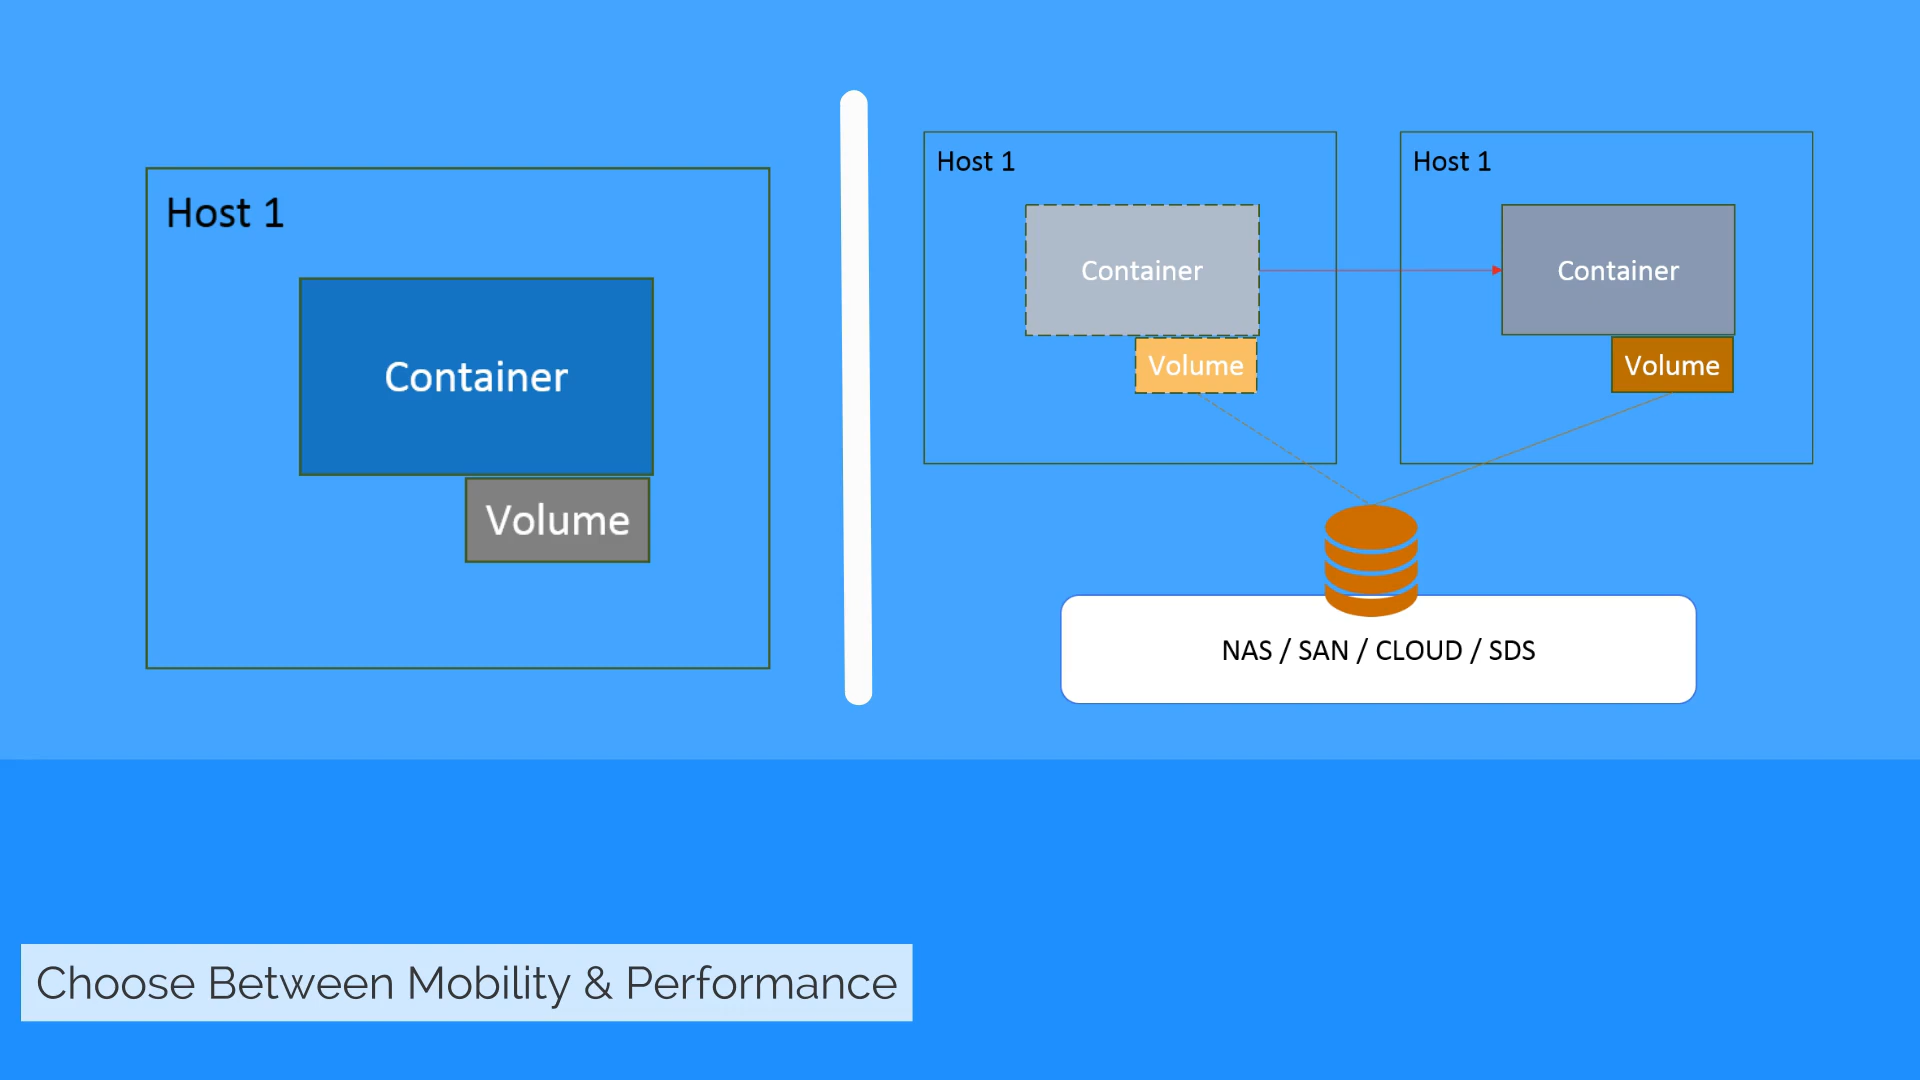 Host 1
Container
Volume
Host 1
Container
Volume
Host 1
Container
Volume
NAS / SAN / CLOUD / SDS
Choose Between Mobility & Performance